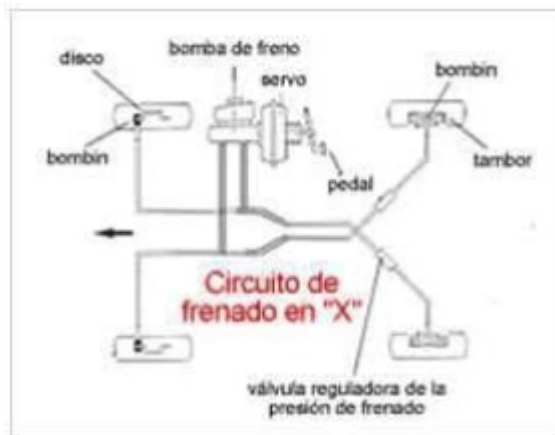 bomba de freno
disco
servo
bombin
bombin
tambor
pedal
Circuito de
frenado en "X"
válvula reguladora de la
presión de frenado